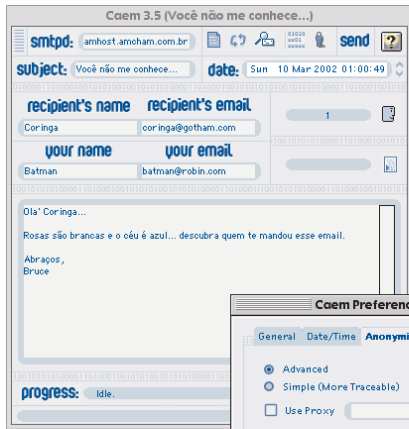 Caem 3.5 (Você não me conhece...)
smtpd: amhost.amcham.com.br send
subject: Você não me conhece... date: Sun 10 Mar 2002 01:00:49
recipient's name recipient's email
Coringa coringa@gotham.com 1
your name your email
Batman batman@robin.com
Ola' Coringa...
Rosas são brancas e o céu é azul... descubra quem te mandou esse email.
Abraços,
Bruce
Caem Preferenc
General Date/Time Anonymi
Advanced
Simple (More Traceable)
Use Proxy
progress: Idle.